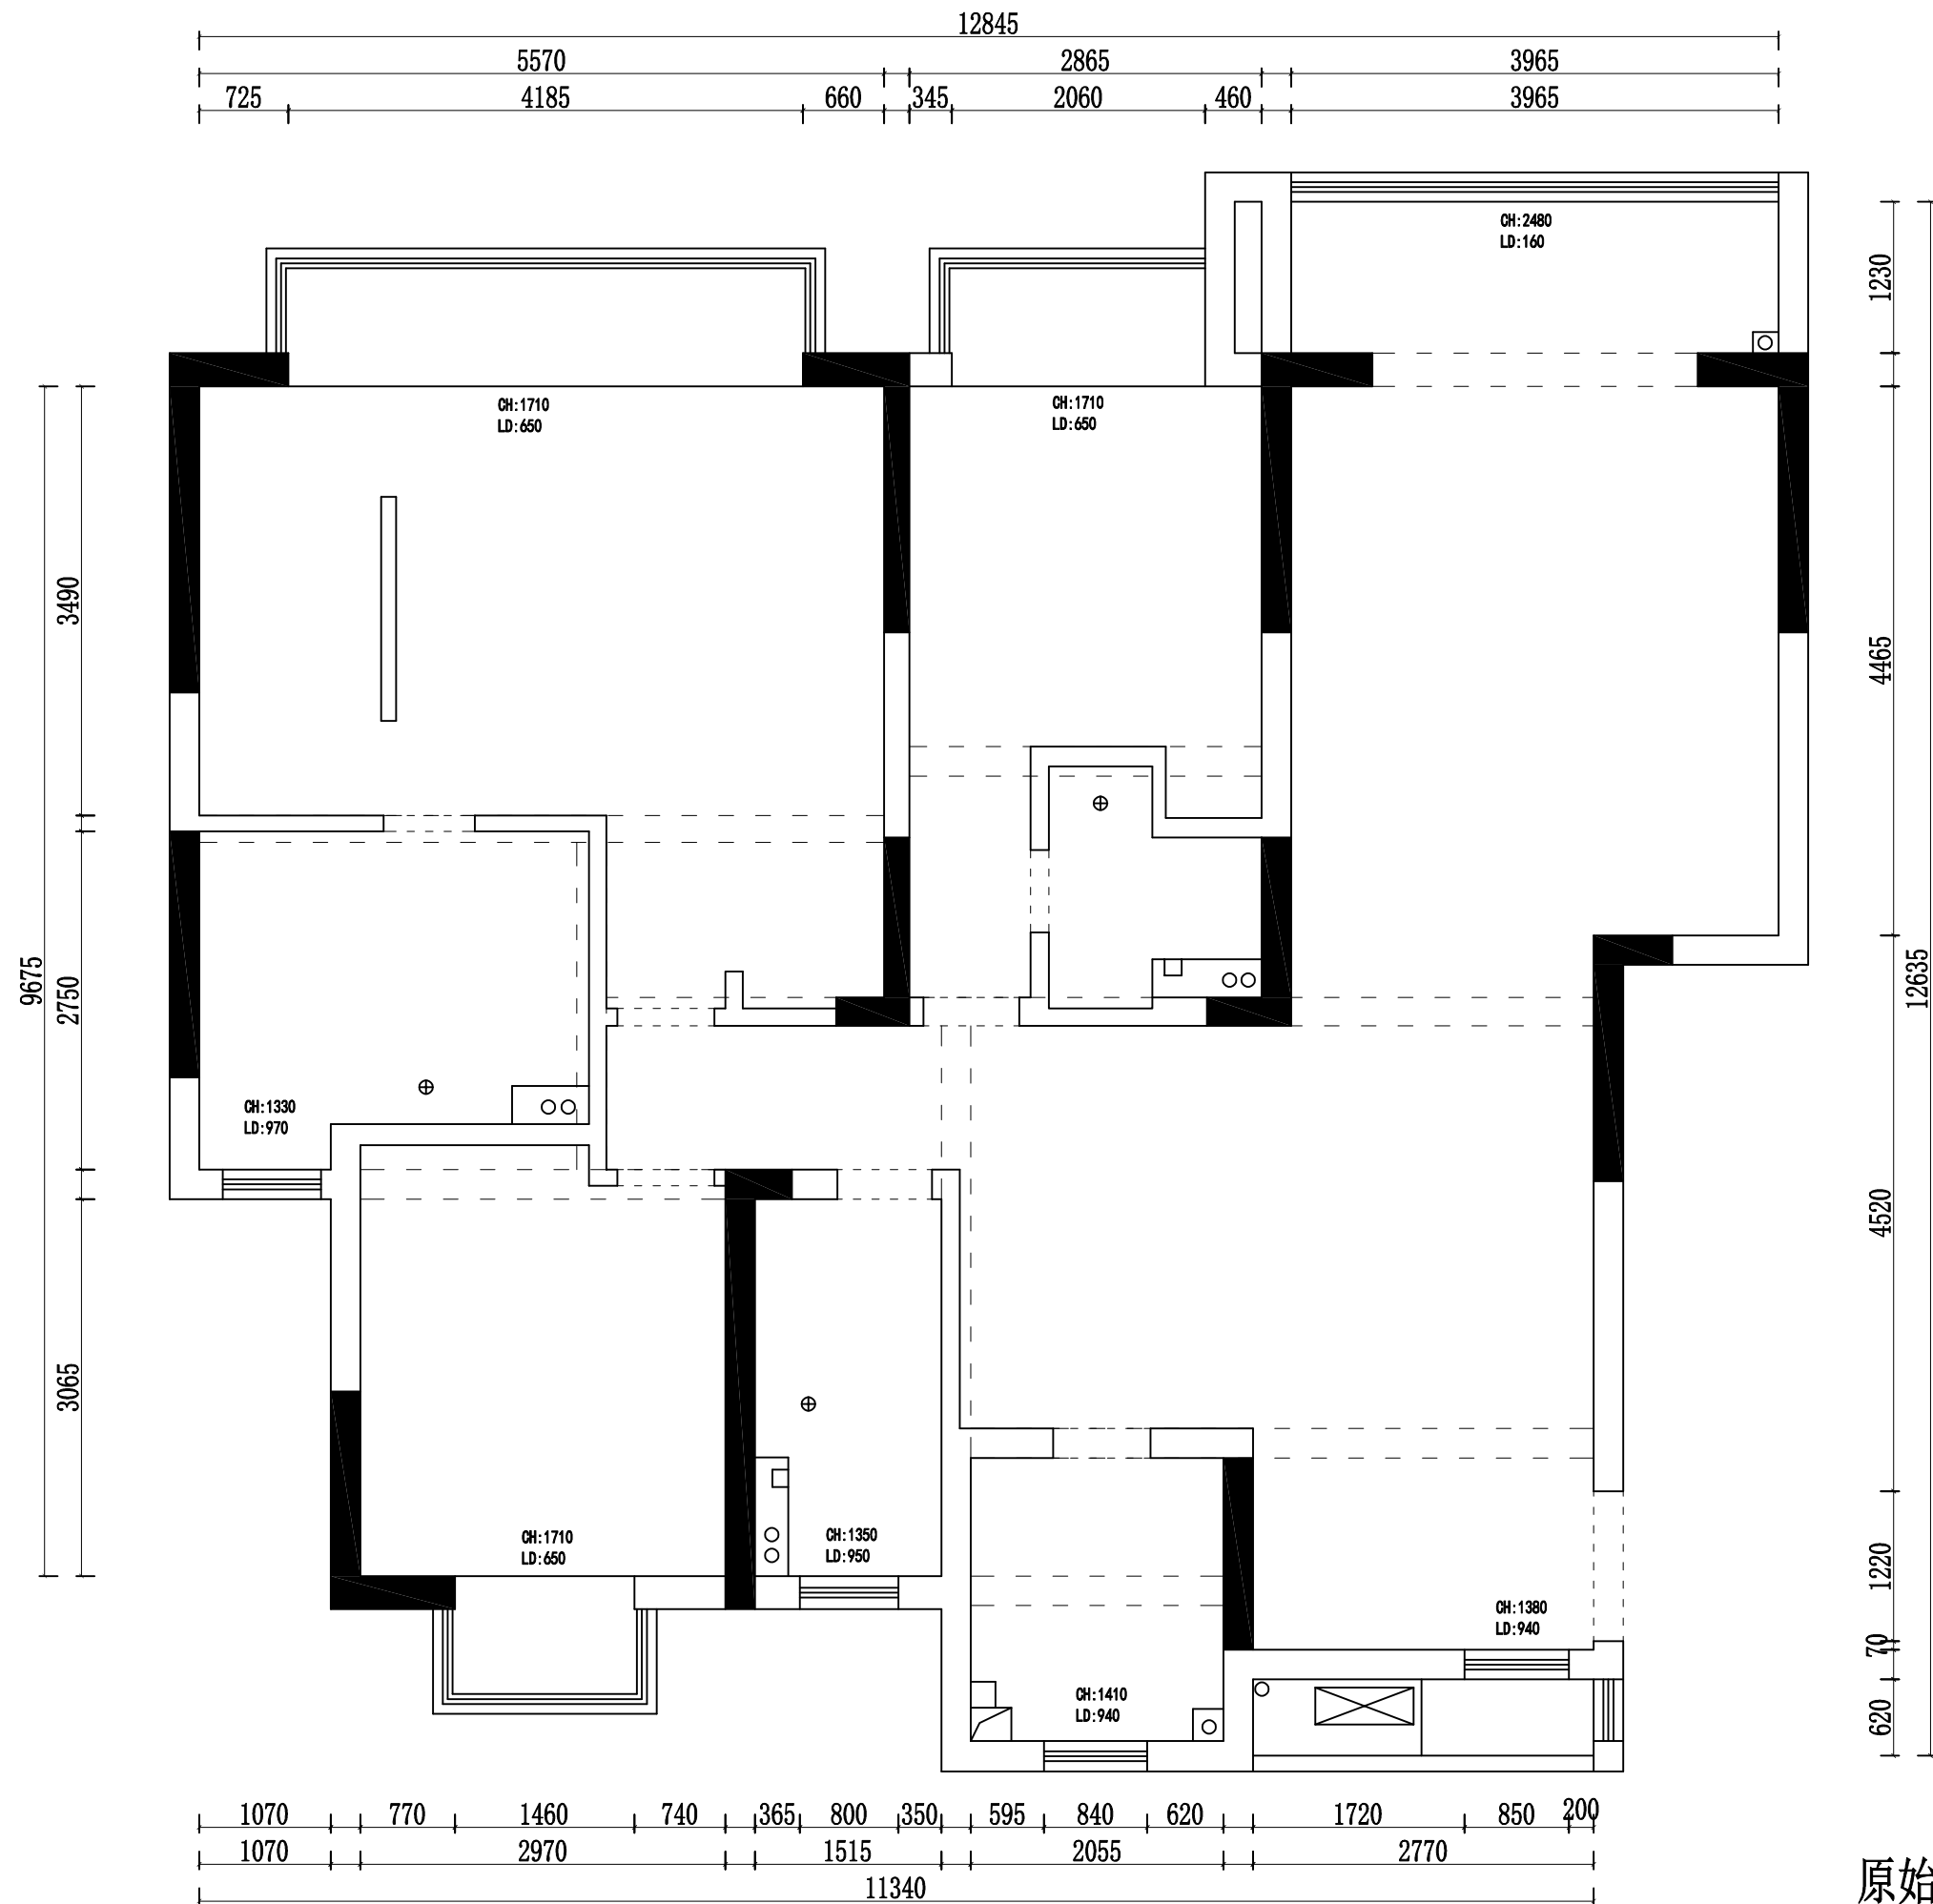 12845
5570 2865 3965
725 4185 660 345 2060 460 3965
CH:2480
LD:160
1230
CH:1710
LD:650
CH:1710
LD:650
3490
4465
9675
2750
12635
CH:1330
LD:970
4520
3065
CH:1710
LD:650
CH:1350
LD:950
1220
CH:1380
LD:940
70
CH:1410
LD:940
620
1070 770 1460 740 365 800 350 595 840 620 1720 850 200
1070 2970 1515 2055 2770
11340
原始